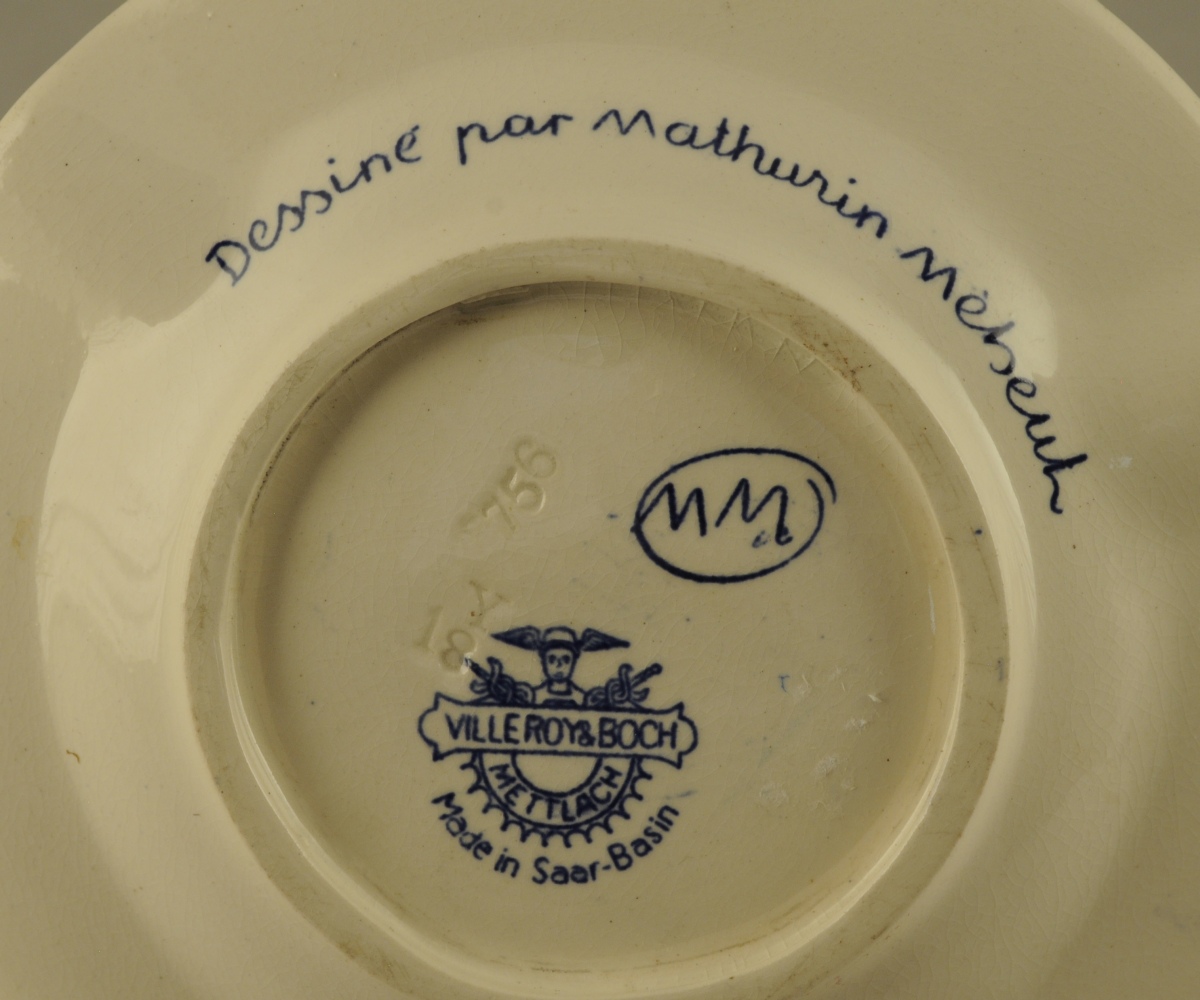 Dessiné par Mathurin Méheut
756
MM
Y
18
VILLEROY & BOCH
METTLACH
Made in Saar-Basin